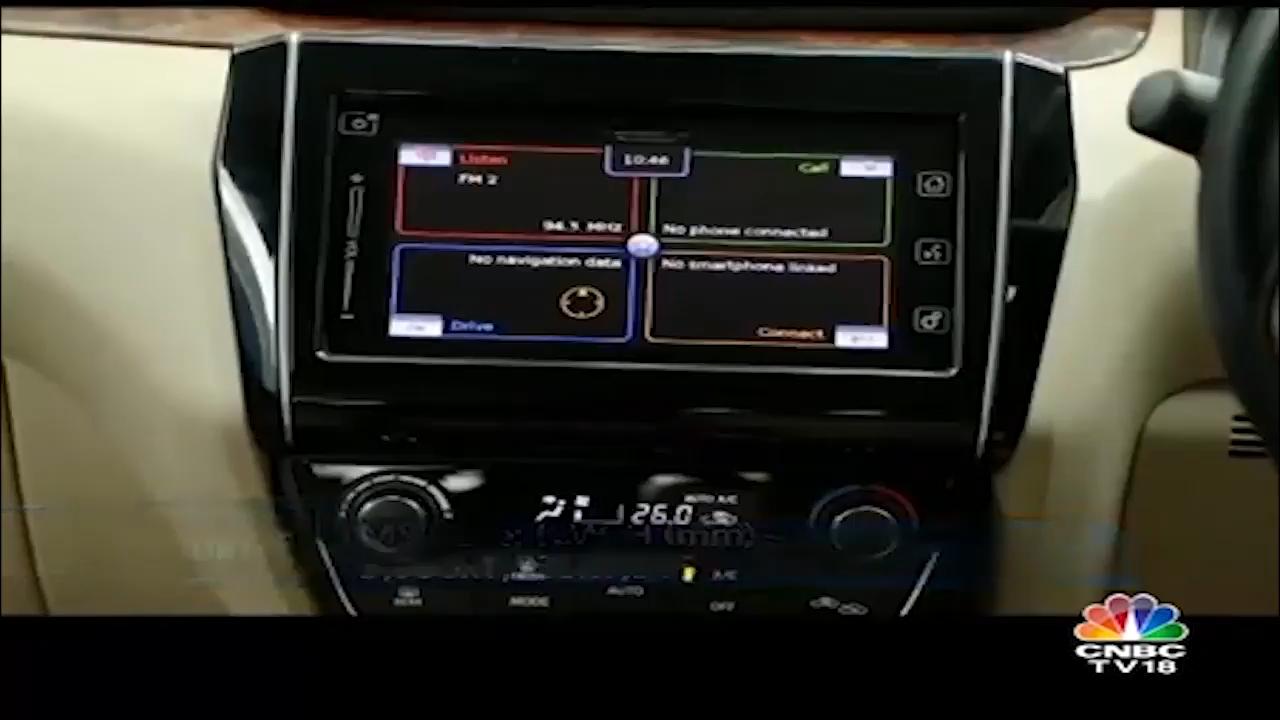 10:46
Listen
Call
FM 2
94.3 MHz
No phone connected
No navigation data
No smartphone linked
Drive
Connect
AUTO A/C
26.0
A/C
AUTO
MODE
OFF
CNBC
TV18